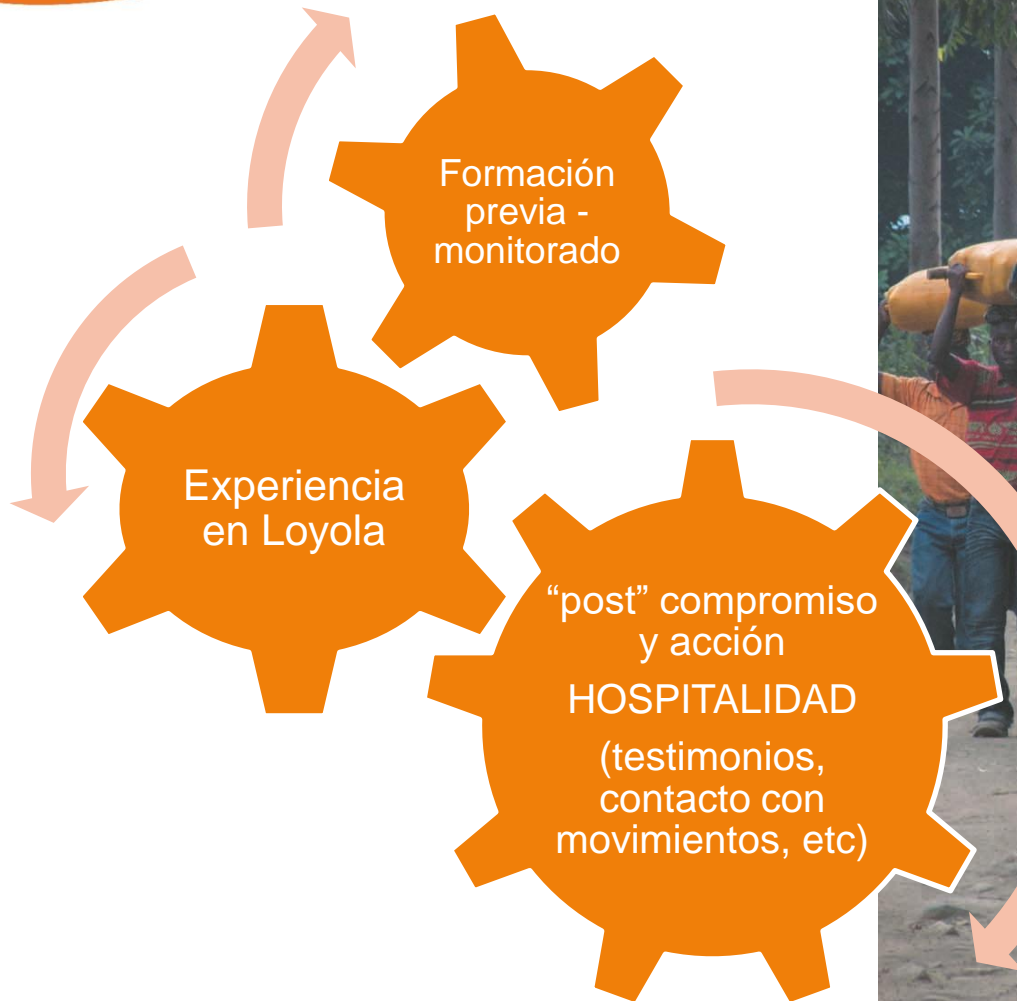 Formación
previa -
monitorado
Experiencia
en Loyola
“post” compromiso
y acción
HOSPITALIDAD
(testimonios,
contacto con
movimientos, etc)